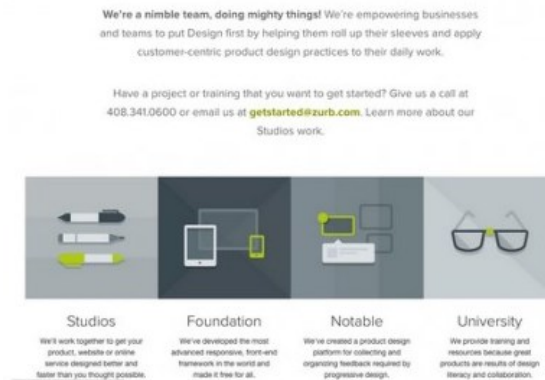 We're a nimble team, doing mighty things! We're empowering businesses
and teams to put Design first by helping them roll up their sleeves and apply
customer-centric product design practices to their daily work.
Have a project or training that you want to get started? Give us a call at
408.341.0600 or email us at getstarted@zurb.com. Learn more about our
Studios work.
Studios
We'll work together to get your
product, website or online
service designed better and
faster than you thought possible.
Foundation
We've developed the most
advanced responsive, front-end
framework in the world and
made it free for all.
Notable
We've created a product design
platform for collecting and
organizing feedback required by
progressive design.
University
We provide training and
resources because great
products are results of design
literacy and collaboration.